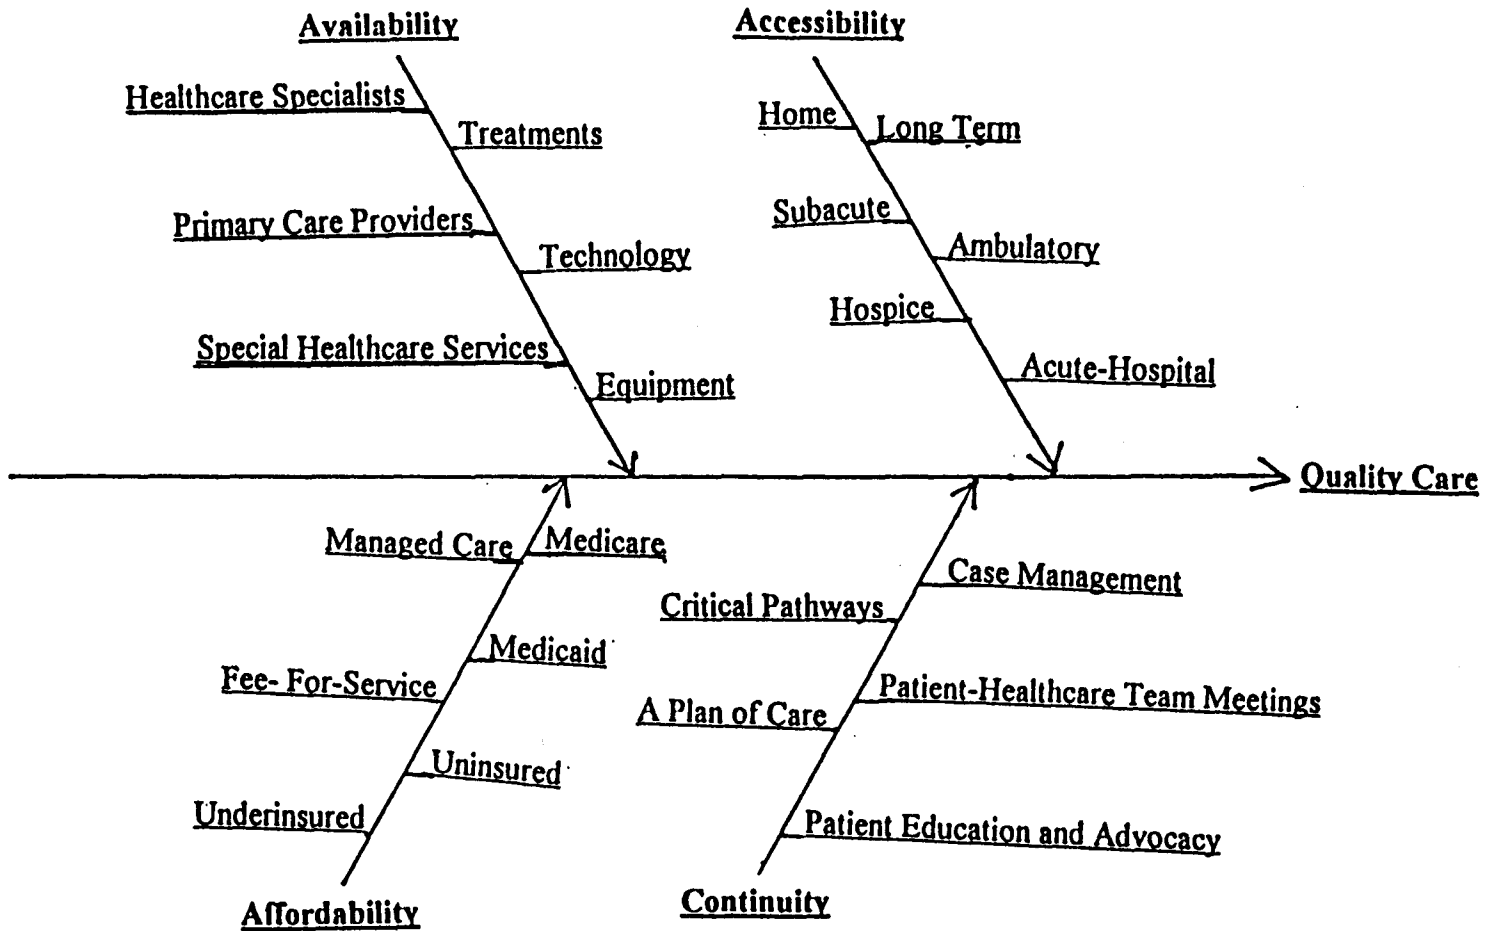 Availability
Accessibility
Healthcare Specialists
Treatments
Primary Care Providers
Technology
Special Healthcare Services
Equipment
Home
Long Term
Subacute
Ambulatory
Hospice
Acute-Hospital
Quality Care
Managed Care
Medicare
Medicaid
Fee- For-Service
Uninsured
Underinsured
Affordability
Case Management
Critical Pathways
Patient-Healthcare Team Meetings
A Plan of Care
Patient Education and Advocacy
Continuity